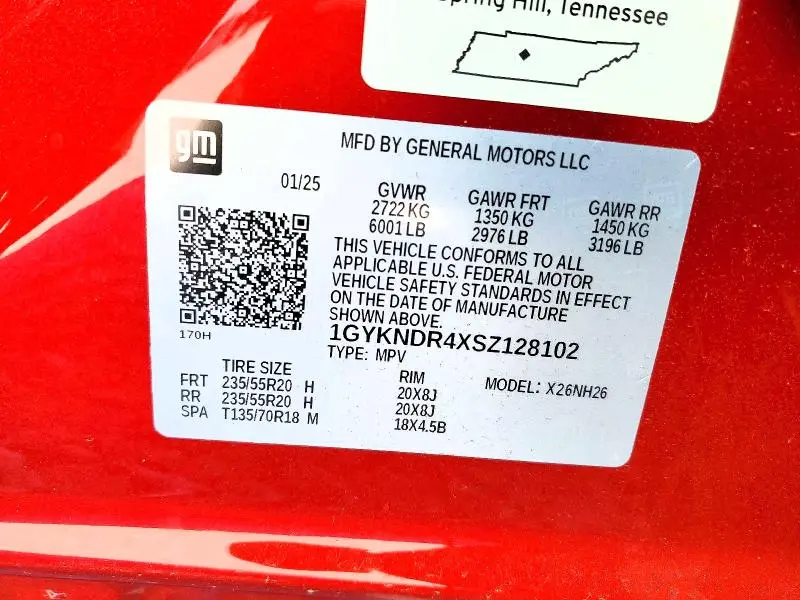 Spring Hill, Tennessee
gm
MFD BY GENERAL MOTORS LLC
01/25
GVWR GAWR FRT GAWR RR
2722 KG 1350 KG 1450 KG
6001 LB 2976 LB 3196 LB
THIS VEHICLE CONFORMS TO ALL
APPLICABLE U.S. FEDERAL MOTOR
VEHICLE SAFETY STANDARDS IN EFFECT
ON THE DATE OF MANUFACTURE
SHOWN ABOVE.
170H
1GYKNDR4XSZ128102
TYPE: MPV
TIRE SIZE RIM MODEL: X26NH26
FRT 235/55R20 H 20X8J
RR 235/55R20 H 20X8J
SPA T135/70R18 M 18X4.5B